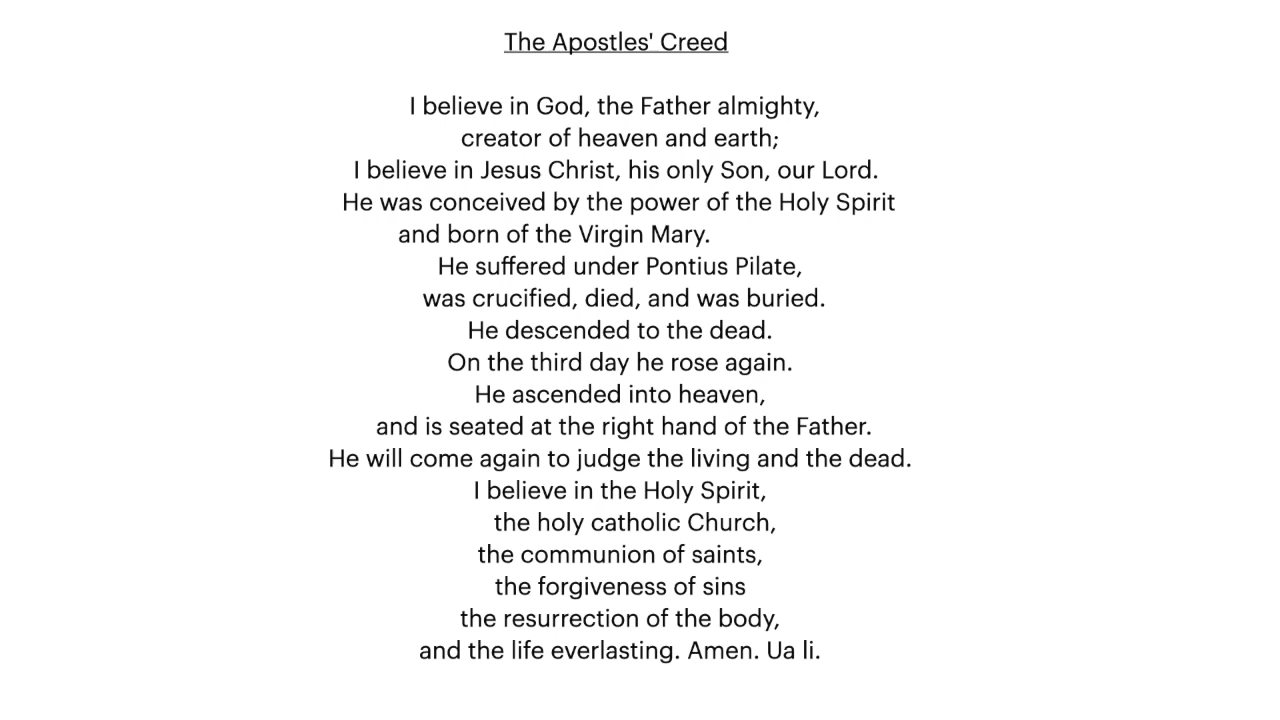 The Apostles' Creed
I believe in God, the Father almighty,
creator of heaven and earth;
I believe in Jesus Christ, his only Son, our Lord.
He was conceived by the power of the Holy Spirit
and born of the Virgin Mary.
He suffered under Pontius Pilate,
was crucified, died, and was buried.
He descended to the dead.
On the third day he rose again.
He ascended into heaven,
and is seated at the right hand of the Father.
He will come again to judge the living and the dead.
I believe in the Holy Spirit,
the holy catholic Church,
the communion of saints,
the forgiveness of sins
the resurrection of the body,
and the life everlasting. Amen. Ua li.